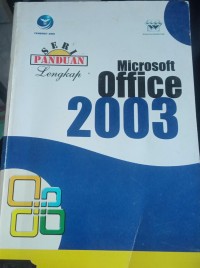 SERI
PANDUAN
Lengkap
Microsoft
Office
2003